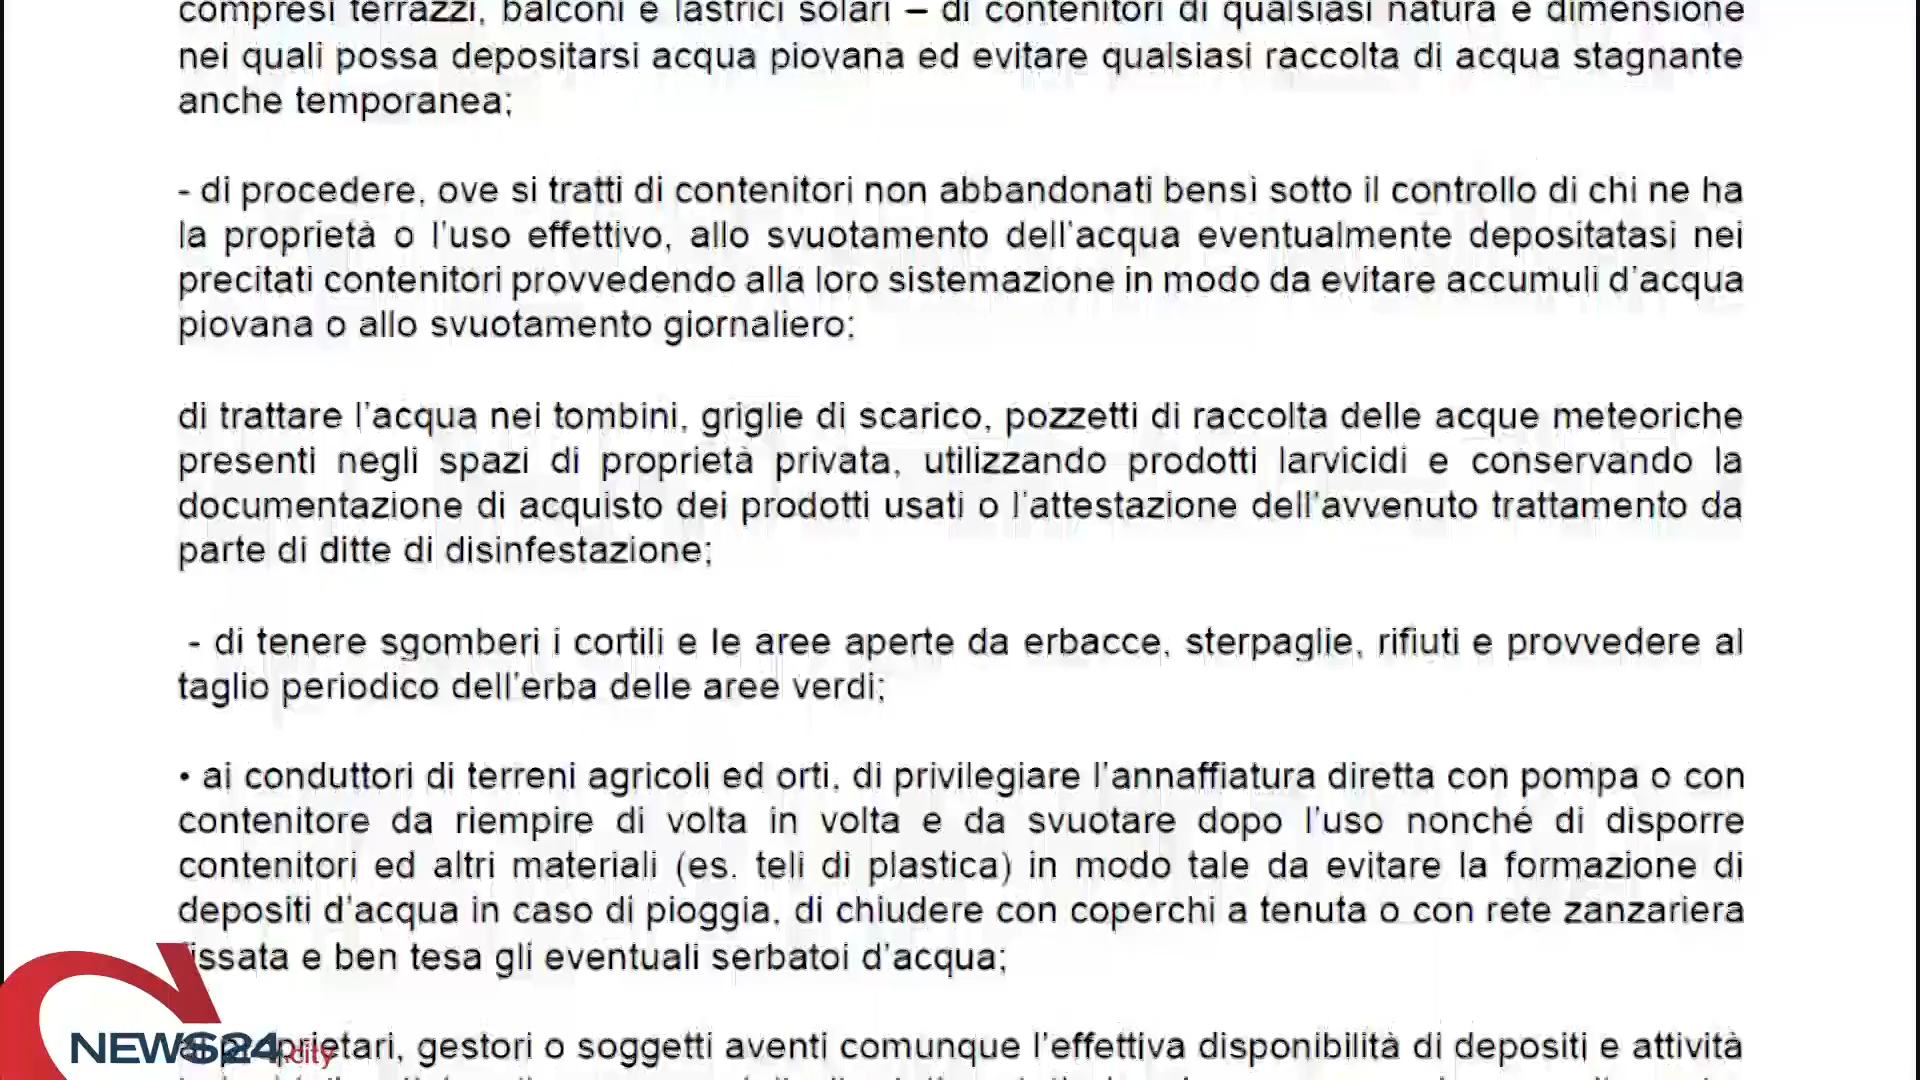 compresi terrazzi, balconi e lastrici solari – di contenitori di qualsiasi natura e dimensione
nei quali possa depositarsi acqua piovana ed evitare qualsiasi raccolta di acqua stagnante
anche temporanea;
- di procedere, ove si tratti di contenitori non abbandonati bensì sotto il controllo di chi ne ha
la proprietà o l'uso effettivo, allo svuotamento dell'acqua eventualmente depositatasi nei
precitati contenitori provvedendo alla loro sistemazione in modo da evitare accumuli d'acqua
piovana o allo svuotamento giornaliero;
di trattare l'acqua nei tombini, griglie di scarico, pozzetti di raccolta delle acque meteoriche
presenti negli spazi di proprietà privata, utilizzando prodotti larvicidi e conservando la
documentazione di acquisto dei prodotti usati o l'attestazione dell'avvenuto trattamento da
parte di ditte di disinfestazione;
- di tenere sgomberi i cortili e le aree aperte da erbacce, sterpaglie, rifiuti e provvedere al
taglio periodico dell'erba delle aree verdi;
• ai conduttori di terreni agricoli ed orti, di privilegiare l'annaffiatura diretta con pompa o con
contenitore da riempire di volta in volta e da svuotare dopo l'uso nonché di disporre
contenitori ed altri materiali (es. teli di plastica) in modo tale da evitare la formazione di
depositi d'acqua in caso di pioggia, di chiudere con coperchi a tenuta o con rete zanzariera
fissata e ben tesa gli eventuali serbatoi d'acqua;
proprietari, gestori o soggetti aventi comunque l'effettiva disponibilità di depositi e attività
NEWS24.city